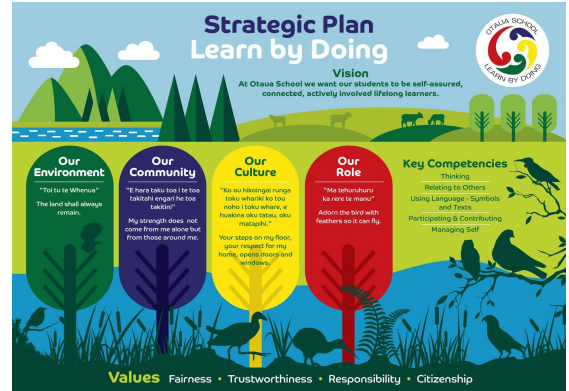 Strategic Plan
Learn by Doing
OTAUA SCHOOL
LEARN BY DOING
Vision
At Otaua School we want our students to be self-assured,
connected, actively involved lifelong learners.
Our
Environment
"Toi tu te Whenua"
The land shall always
remain.
Our
Community
"E hara taku toa i te toa
takitahi engari he toa
takitini"
My strength does not
come from me alone but
from those around me.
Our
Culture
"Ko ou hikoingai runga
toku whariki ko tou
noho i toku whare, e
huakina oku tatau, oku
matapihi."
Your steps on my floor,
your respect for my
home, opens doors and
windows.
Our
Role
"Ma tehuruhuru
ka rere te manu"
Adorn the bird with
feathers so it can fly.
Key Competencies
Thinking
Relating to Others
Using Language - Symbols
and Texts
Participating & Contributing
Managing Self
Values Fairness • Trustworthiness • Responsibility • Citizenship